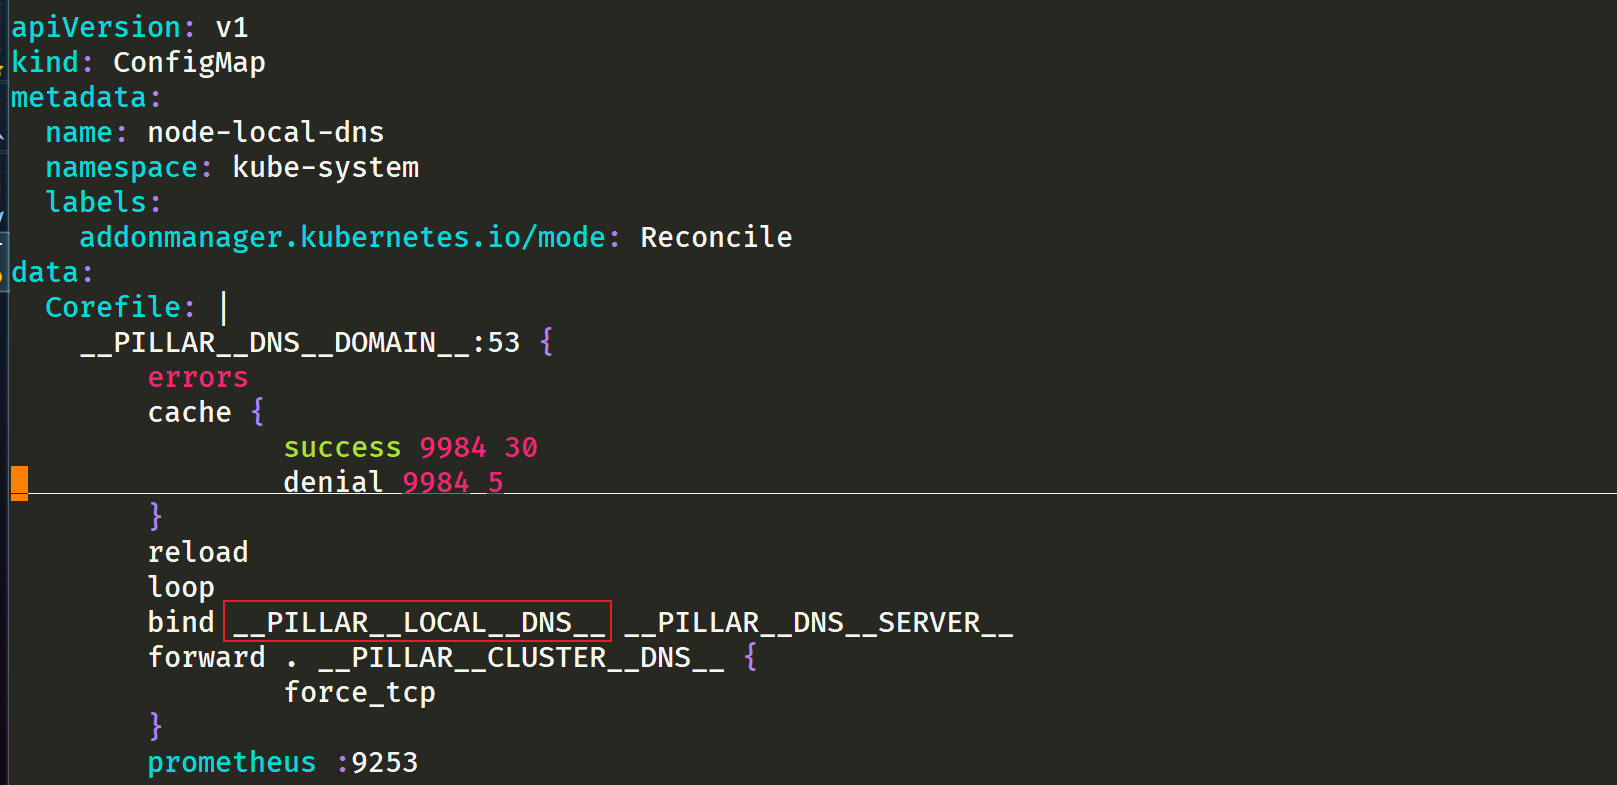 apiVersion: v1
kind: ConfigMap
metadata:
  name: node-local-dns
  namespace: kube-system
  labels:
    addonmanager.kubernetes.io/mode: Reconcile
data:
  Corefile: |
    __PILLAR__DNS__DOMAIN__:53 {
        errors
        cache {
                success 9984 30
                denial 9984 5
        }
        reload
        loop
        bind __PILLAR__LOCAL__DNS__ __PILLAR__DNS__SERVER__
        forward . __PILLAR__CLUSTER__DNS__ {
                force_tcp
        }
        prometheus :9253